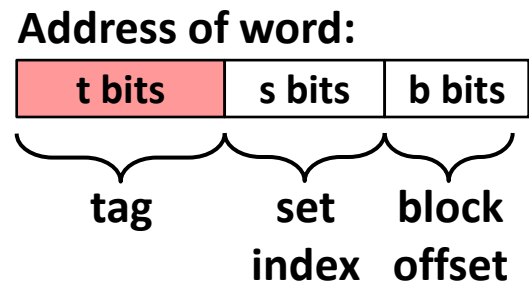 Address of word:
t bits s bits b bits
tag set block
index offset